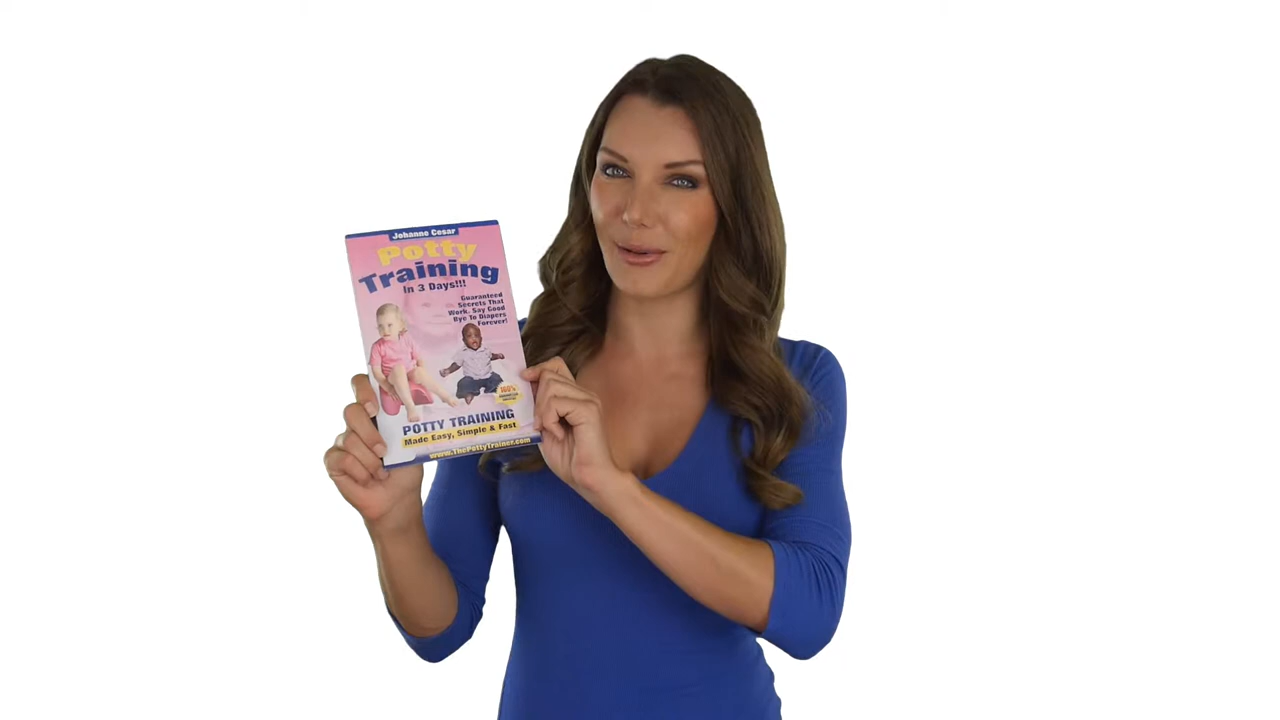 Johanne Cesar
Potty
Training
In 3 Days!!!
Guaranteed
Secrets That
Work. Say Good
Bye To Diapers
Forever!
100%
POTTY TRAINING
Made Easy, Simple & Fast
www.ThePottyTrainer.com